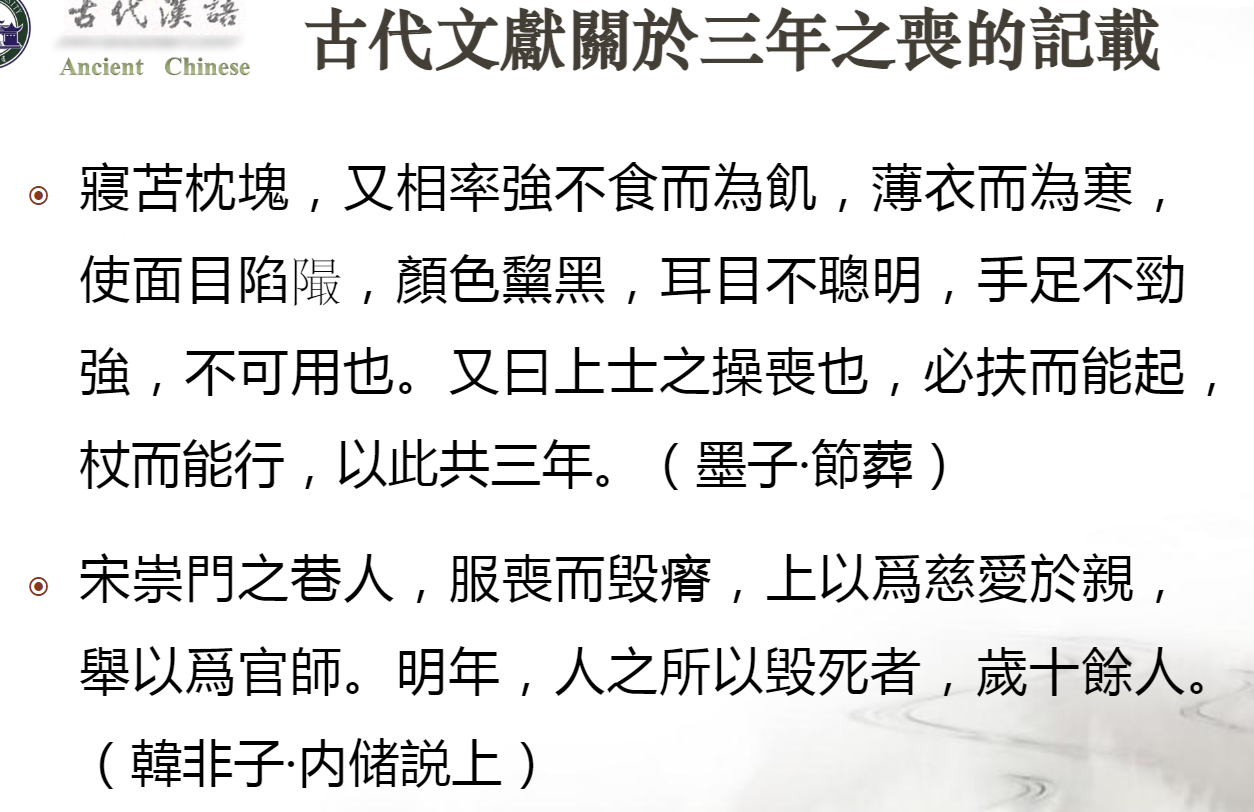 古代漢語
Ancient Chinese
古代文獻關於三年之喪的記載
寢苫枕塊，又相率強不食而為飢，薄衣而為寒，
使面目陷陬，顏色黧黑，耳目不聰明，手足不勁
強，不可用也。又曰上士之操喪也，必扶而能起，
杖而能行，以此共三年。（墨子·節葬）
宋崇門之巷人，服喪而毀瘠，上以爲慈愛於親，
舉以爲官師。明年，人之所以毀死者，歲十餘人。
（韓非子·内储説上）